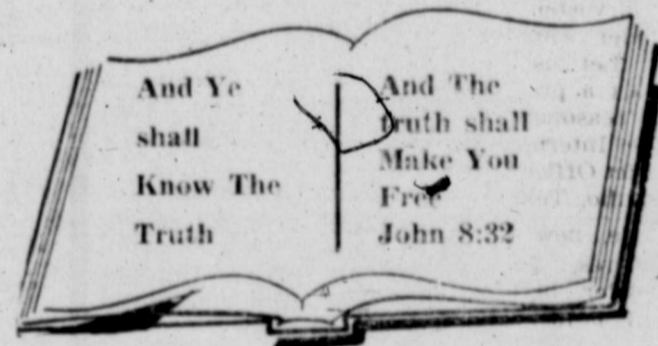 And Ye
shall
Know The
Truth
And The
truth shall
Make You
Free
John 8:32